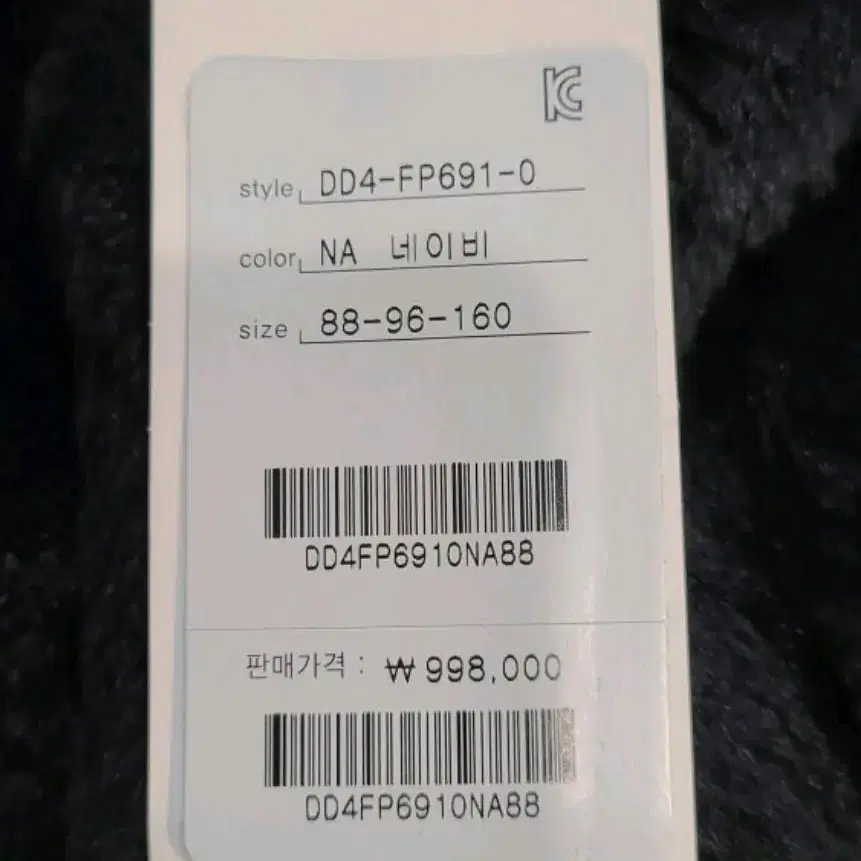 KC
style DD4-FP691-0
color NA 네이비
size 88-96-160
DD4FP6910NA88
판매가격 : ₩ 998,000
DD4FP6910NA88